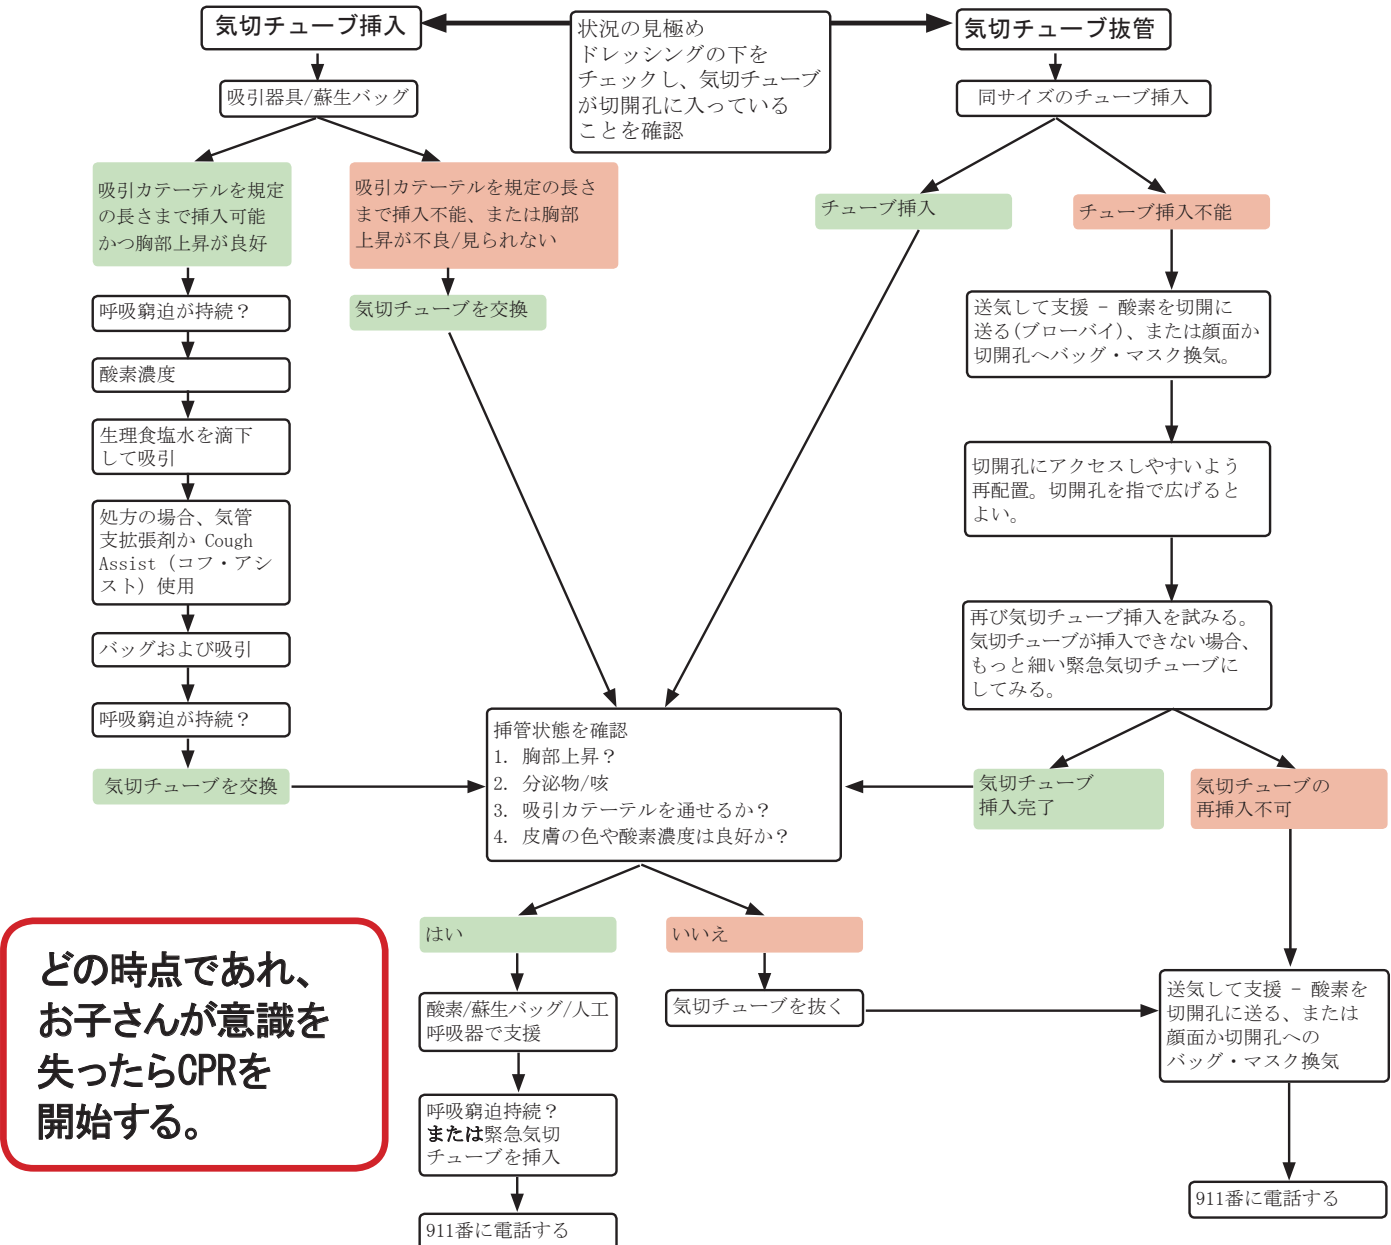 気切チューブ挿入
状況の見極め
ドレッシングの下を
チェックし、気切チューブ
が切開孔に入っている
ことを確認
気切チューブ抜管
吸引器具/蘇生バッグ
同サイズのチューブ挿入
吸引カテーテルを規定
の長さまで挿入可能
かつ胸部上昇が良好
吸引カテーテルを規定の長さ
まで挿入不能、または胸部
上昇が不良/見られない
チューブ挿入
チューブ挿入不能
呼吸窮迫が持続？
気切チューブを交換
送気して支援 - 酸素を切開に
送る(ブローバイ)、または顔面か
切開孔へバッグ・マスク換気。
酸素濃度
生理食塩水を滴下
して吸引
切開孔にアクセスしやすいよう
再配置。切開孔を指で広げると
よい。
処方の場合、気管
支拡張剤か Cough
Assist（コフ・アシ
スト）使用
再び気切チューブ挿入を試みる。
気切チューブが挿入できない場合、
もっと細い緊急気切チューブに
してみる。
バッグおよび吸引
呼吸窮迫が持続？
気切チューブを交換
挿管状態を確認
1. 胸部上昇？
2. 分泌物/咳
3. 吸引カテーテルを通せるか？
4. 皮膚の色や酸素濃度は良好か？
気切チューブ
挿入完了
気切チューブの
再挿入不可
はい
いいえ
どの時点であれ、
お子さんが意識を
失ったらCPRを
開始する。
酸素/蘇生バッグ/人工
呼吸器で支援
気切チューブを抜く
送気して支援 - 酸素を
切開孔に送る、または
顔面か切開孔への
バッグ・マスク換気
呼吸窮迫持続？
または緊急気切
チューブを挿入
911番に電話する
911番に電話する